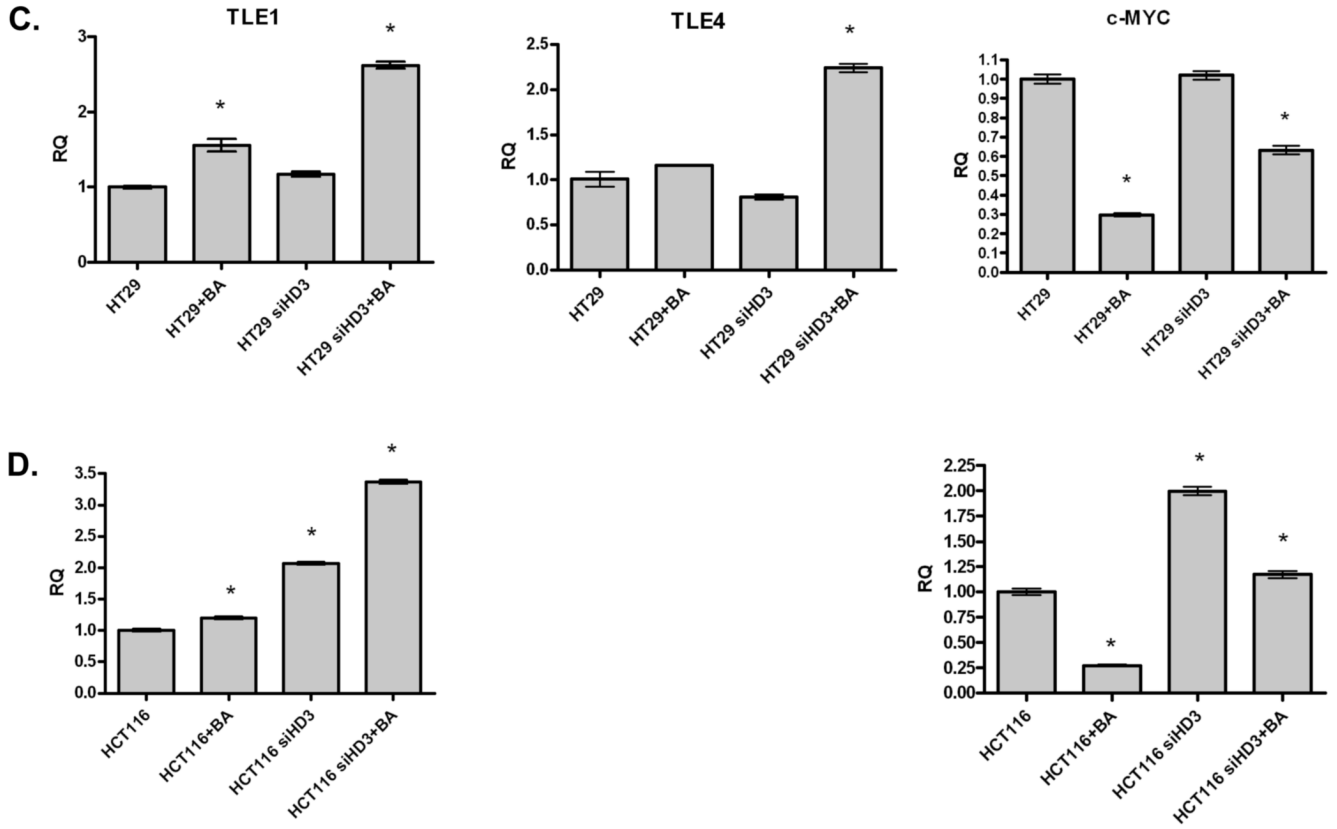 C.
TLE1
RQ
3
2
1
0
*
*
HT29
HT29+BA
HT29 siHD3
HT29 siHD3+BA
TLE4
RQ
2.5
2.0
1.5
1.0
0.5
0.0
*
HT29
HT29+BA
HT29 siHD3
HT29 siHD3+BA
c-MYC
RQ
1.1
1.0
0.9
0.8
0.7
0.6
0.5
0.4
0.3
0.2
0.1
0.0
*
*
HT29
HT29+BA
HT29 siHD3
HT29 siHD3+BA
D.
RQ
3.5
3.0
2.5
2.0
1.5
1.0
0.5
0.0
*
*
*
HCT116
HCT116+BA
HCT116 siHD3
HCT116 siHD3+BA
RQ
2.25
2.00
1.75
1.50
1.25
1.00
0.75
0.50
0.25
0.00
*
*
*
HCT116
HCT116+BA
HCT116 siHD3
HCT116 siHD3+BA